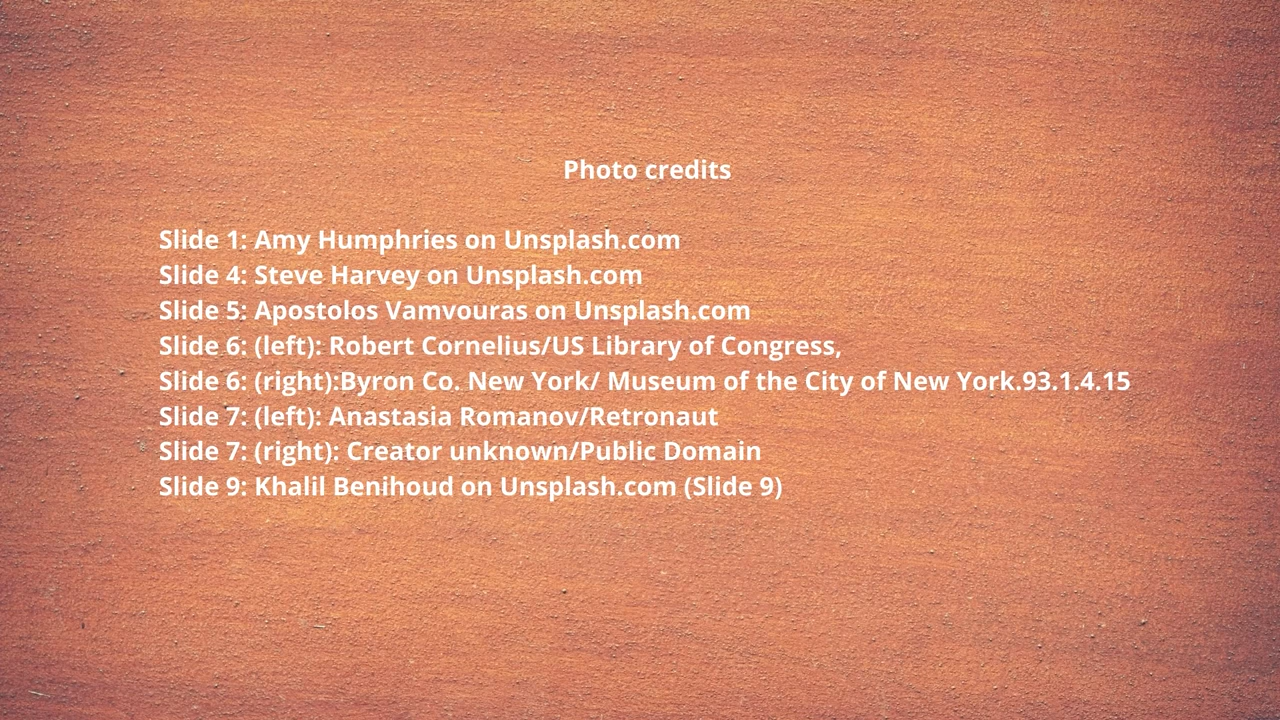 Photo credits
Slide 1: Amy Humphries on Unsplash.com
Slide 4: Steve Harvey on Unsplash.com
Slide 5: Apostolos Vamvouras on Unsplash.com
Slide 6: (left): Robert Cornelius/US Library of Congress,
Slide 6: (right):Byron Co. New York/ Museum of the City of New York.93.1.4.15
Slide 7: (left): Anastasia Romanov/Retronaut
Slide 7: (right): Creator unknown/Public Domain
Slide 9: Khalil Benihoud on Unsplash.com (Slide 9)